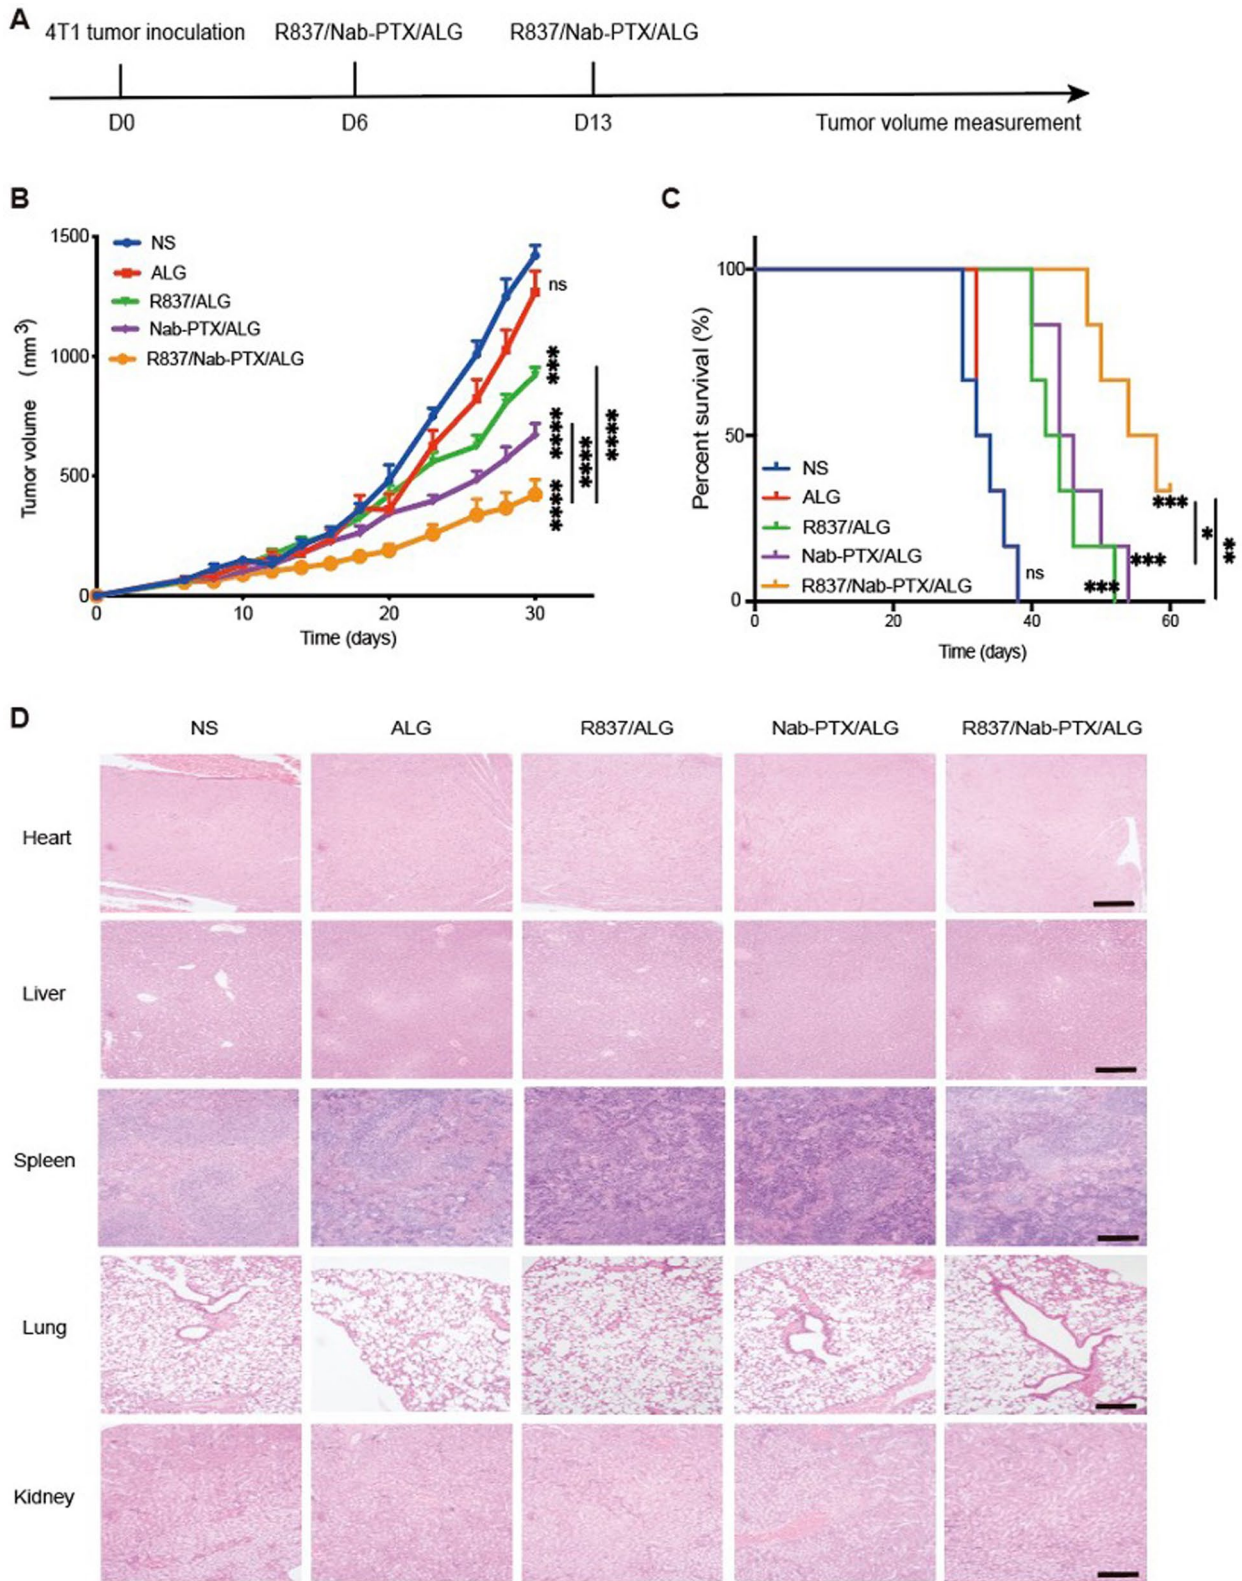 A
4T1 tumor inoculation R837/Nab-PTX/ALG R837/Nab-PTX/ALG
D0 D6 D13 Tumor volume measurement
B
1500
1000
500
0
0 10 20 30
Tumor volume (mm3)
Time (days)
NS
ALG
R837/ALG
Nab-PTX/ALG
R837/Nab-PTX/ALG
ns
***
****
****
****
****
C
100
50
0
0 20 40 60
Percent survival (%)
Time (days)
NS
ALG
R837/ALG
Nab-PTX/ALG
R837/Nab-PTX/ALG
ns
***
***
***
*
**
D
NS ALG R837/ALG Nab-PTX/ALG R837/Nab-PTX/ALG
Heart
Liver
Spleen
Lung
Kidney